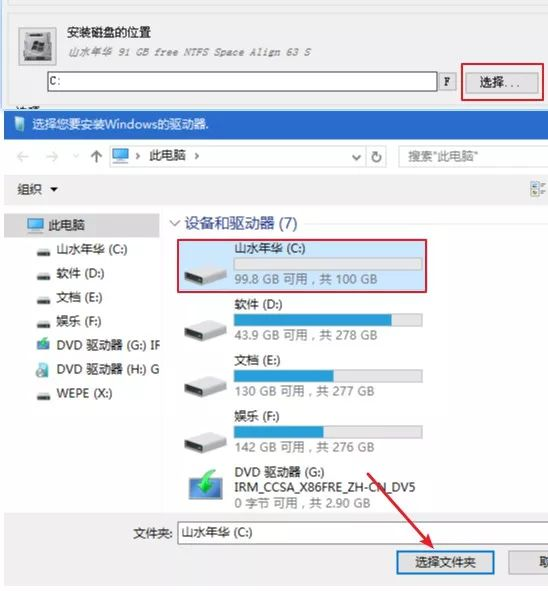 安装磁盘的位置
山水年华 91 GB free NTFS Space Align 63 S
C:
F
选择...
选择您要安装Windows的驱动器.
此电脑
搜索"此电脑"
组织
此电脑
山水年华 (C:)
软件 (D:)
文档 (E:)
娱乐 (F:)
DVD 驱动器 (G:) IF
DVD 驱动器 (H:) G
WEPE (X:)
设备和驱动器 (7)
山水年华 (C:)
99.8 GB 可用，共 100 GB
软件 (D:)
43.9 GB 可用，共 278 GB
文档 (E:)
130 GB 可用，共 277 GB
娱乐 (F:)
142 GB 可用，共 276 GB
DVD 驱动器 (G:)
IRM_CCSA_X86FRE_ZH-CN_DV5
0 字节 可用，共 2.90 GB
文件夹:
山水年华 (C:)
选择文件夹